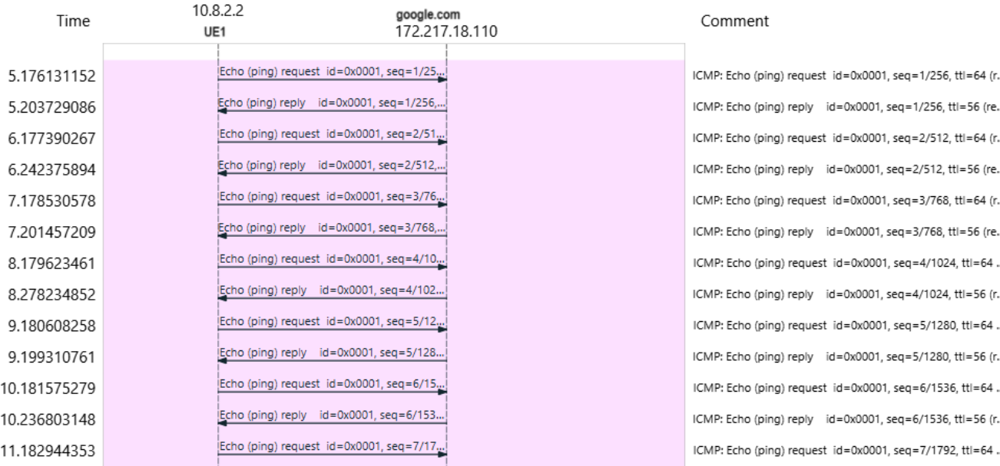 Time 10.8.2.2 google.com Comment
UE1 172.217.18.110
5.176131152 Echo (ping) request id=0x0001, seq=1/25... ICMP: Echo (ping) request id=0x0001, seq=1/256, ttl=64 (r..
5.203729086 Echo (ping) reply id=0x0001, seq=1/256,... ICMP: Echo (ping) reply id=0x0001, seq=1/256, ttl=56 (re..
6.177390267 Echo (ping) request id=0x0001, seq=2/51... ICMP: Echo (ping) request id=0x0001, seq=2/512, ttl=64 (r..
6.242375894 Echo (ping) reply id=0x0001, seq=2/512,... ICMP: Echo (ping) reply id=0x0001, seq=2/512, ttl=56 (re..
7.178530578 Echo (ping) request id=0x0001, seq=3/76... ICMP: Echo (ping) request id=0x0001, seq=3/768, ttl=64 (r..
7.201457209 Echo (ping) reply id=0x0001, seq=3/768,... ICMP: Echo (ping) reply id=0x0001, seq=3/768, ttl=56 (re..
8.179623461 Echo (ping) request id=0x0001, seq=4/10... ICMP: Echo (ping) request id=0x0001, seq=4/1024, ttl=64 ..
8.278234852 Echo (ping) reply id=0x0001, seq=4/102... ICMP: Echo (ping) reply id=0x0001, seq=4/1024, ttl=56 (r..
9.180608258 Echo (ping) request id=0x0001, seq=5/12... ICMP: Echo (ping) request id=0x0001, seq=5/1280, ttl=64 ..
9.199310761 Echo (ping) reply id=0x0001, seq=5/128... ICMP: Echo (ping) reply id=0x0001, seq=5/1280, ttl=56 (r..
10.181575279 Echo (ping) request id=0x0001, seq=6/15... ICMP: Echo (ping) request id=0x0001, seq=6/1536, ttl=64 ..
10.236803148 Echo (ping) reply id=0x0001, seq=6/153... ICMP: Echo (ping) reply id=0x0001, seq=6/1536, ttl=56 (r..
11.182944353 Echo (ping) request id=0x0001, seq=7/17... ICMP: Echo (ping) request id=0x0001, seq=7/1792, ttl=64 ..